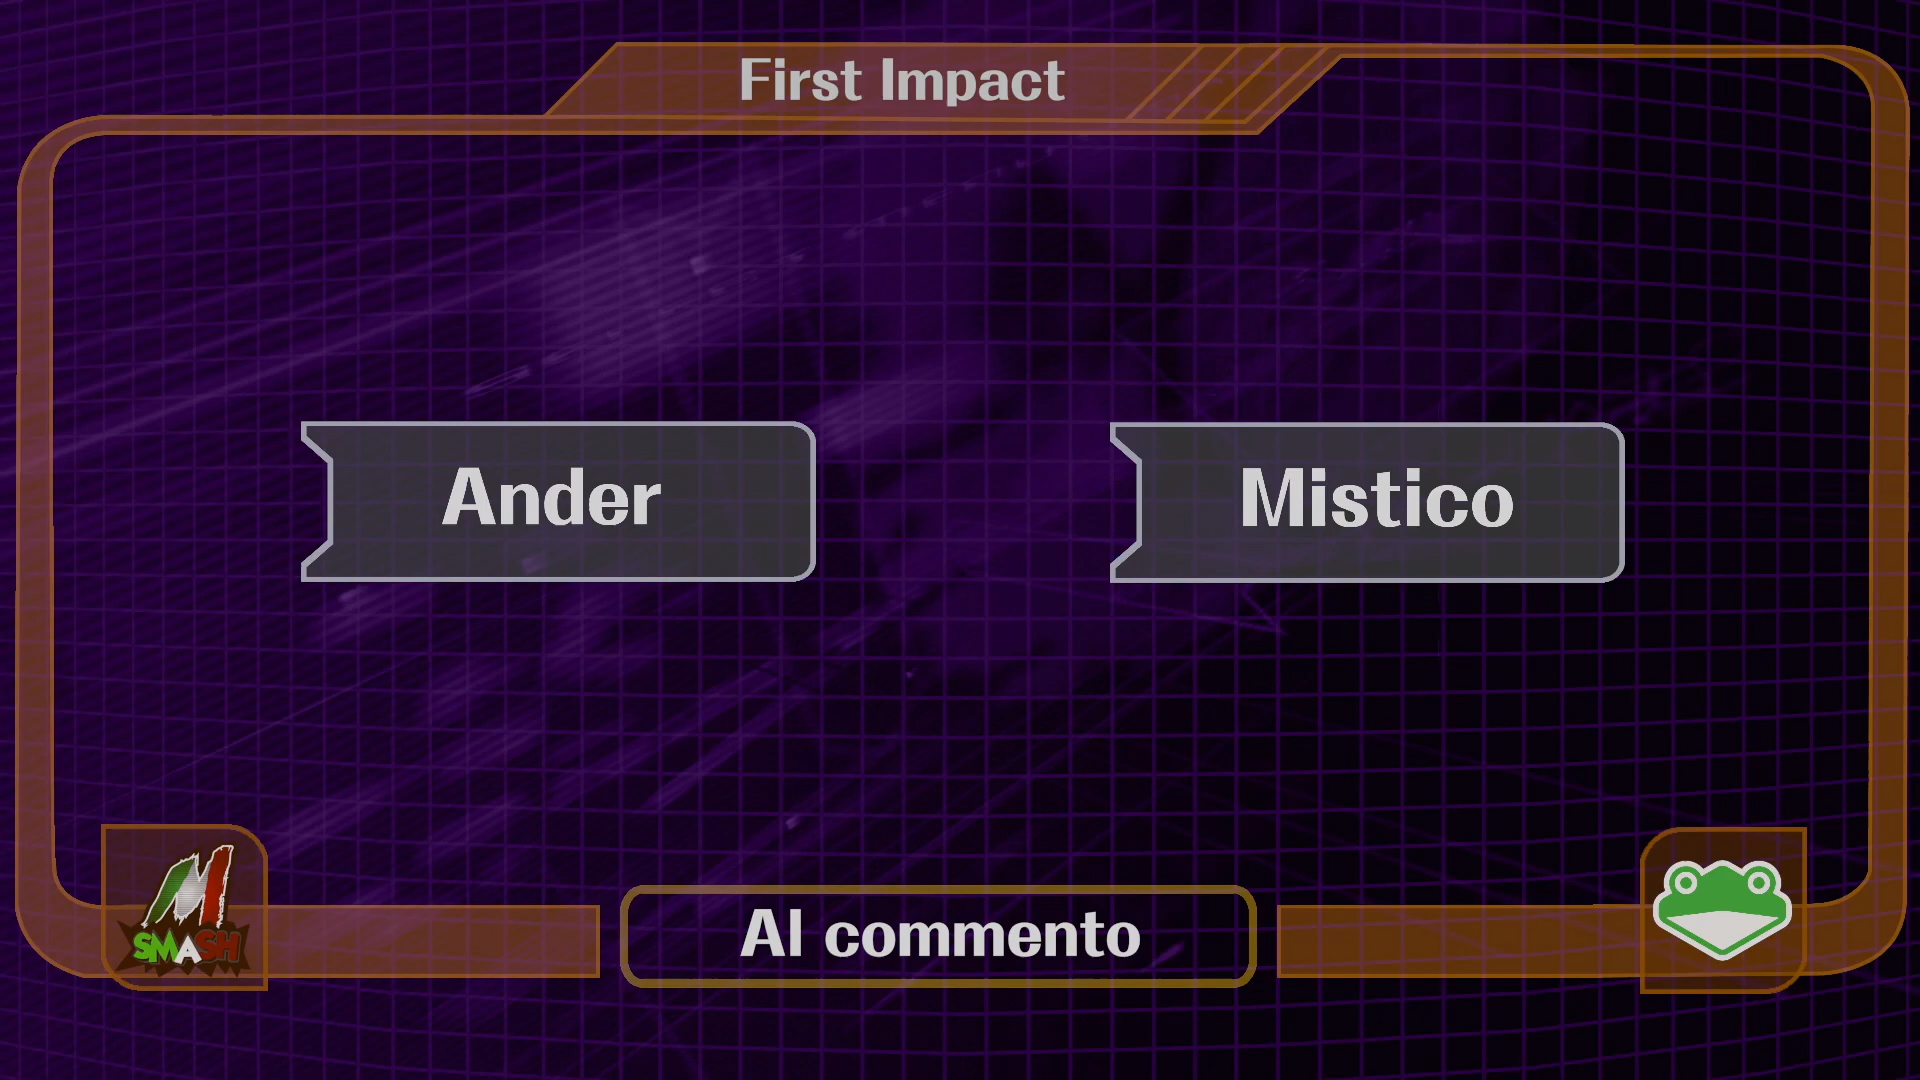 First Impact
Ander
Mistico
Al commento
M
SMASH